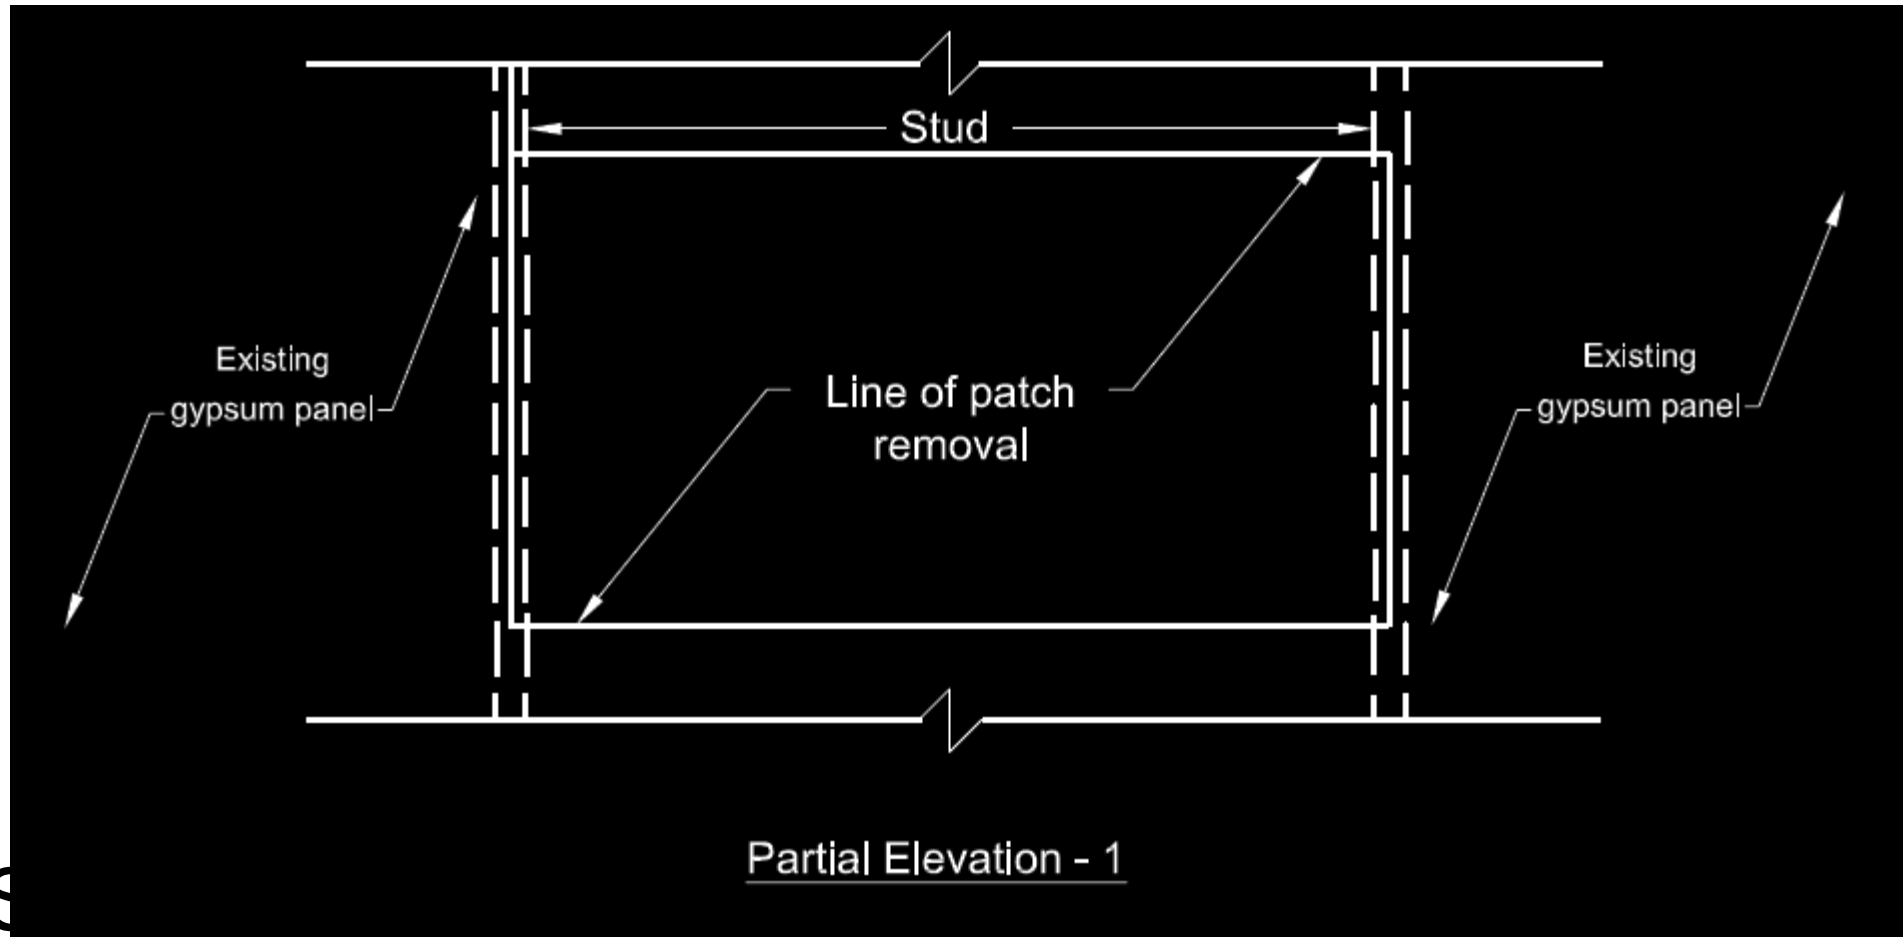 Stud
Existing
gypsum panel
Line of patch
removal
Existing
gypsum panel
Partial Elevation - 1